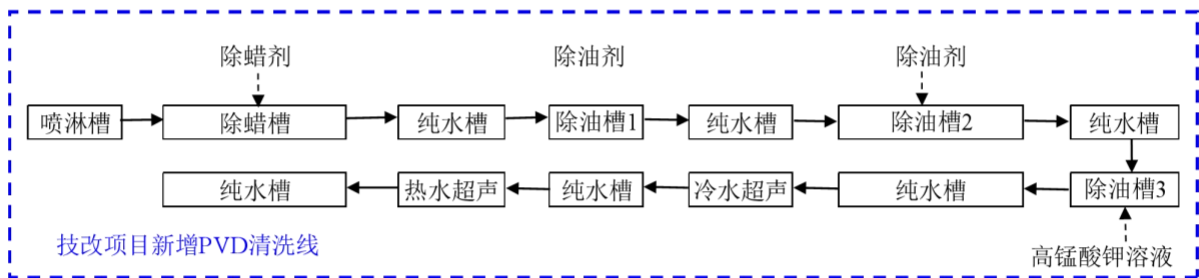 除蜡剂 除油剂 除油剂
喷淋槽 除蜡槽 纯水槽 除油槽1 纯水槽 除油槽2 纯水槽
纯水槽 热水超声 纯水槽 冷水超声 纯水槽 除油槽3
技改项目新增PVD清洗线 高锰酸钾溶液